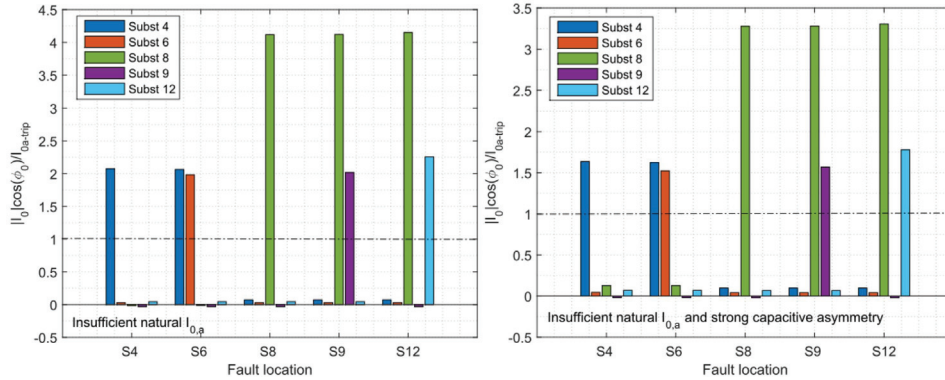 4.5
4
3.5
3
2.5
2
1.5
1
0.5
0
-0.5
|I0|cos(ϕ0)/I0a-trip
Subst 4
Subst 6
Subst 8
Subst 9
Subst 12
Insufficient natural I0,a
S4 S6 S8 S9 S12
Fault location
3.5
3
2.5
2
1.5
1
0.5
0
-0.5
|I0|cos(ϕ0)/I0a-trip
Subst 4
Subst 6
Subst 8
Subst 9
Subst 12
Insufficient natural I0,a and strong capacitive asymmetry
S4 S6 S8 S9 S12
Fault location